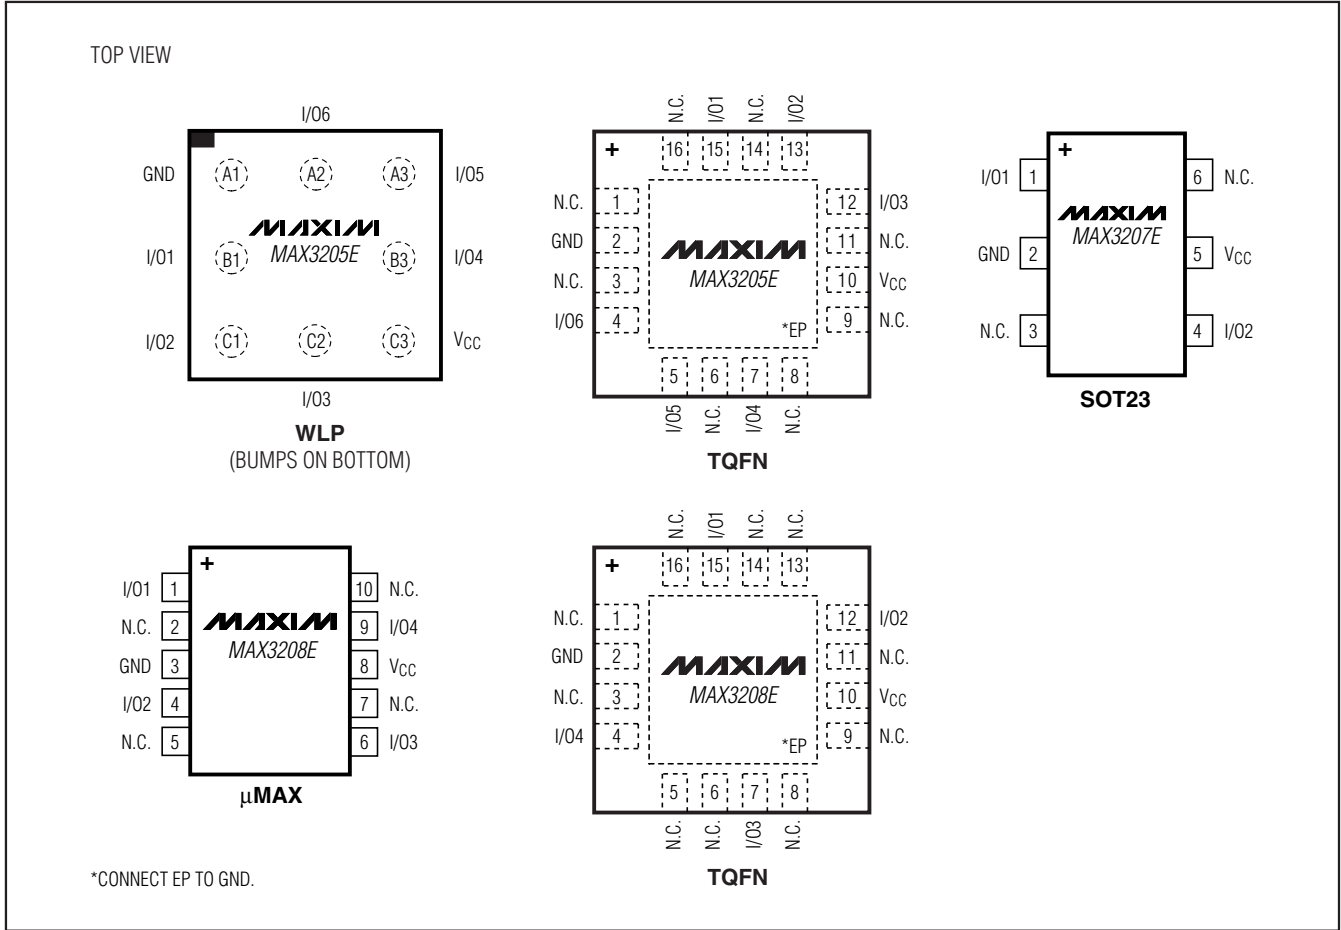 TOP VIEW
I/O6
GND A1 A2 A3 I/O5
MAXIM
I/O1 B1 MAX3205E B3 I/O4
I/O2 C1 C2 C3 VCC
I/O3
WLP
(BUMPS ON BOTTOM)
N.C. I/O1 N.C. I/O2
+ 16 15 14 13
N.C. 1 12 I/O3
GND 2 11 N.C.
MAXIM
MAX3205E
N.C. 3 10 VCC
I/O6 4 9 N.C.
*EP
5 6 7 8
I/O5 N.C. I/O4 N.C.
TQFN
+
I/O1 1 6 N.C.
MAXIM
MAX3207E
GND 2 5 VCC
N.C. 3 4 I/O2
SOT23
+
I/O1 1 10 N.C.
N.C. 2 9 I/O4
MAXIM
MAX3208E
GND 3 8 VCC
I/O2 4 7 N.C.
N.C. 5 6 I/O3
µMAX
N.C. I/O1 N.C. N.C.
+ 16 15 14 13
N.C. 1 12 I/O2
GND 2 11 N.C.
MAXIM
MAX3208E
N.C. 3 10 VCC
I/O4 4 9 N.C.
*EP
5 6 7 8
N.C. N.C. I/O3 N.C.
TQFN
*CONNECT EP TO GND.